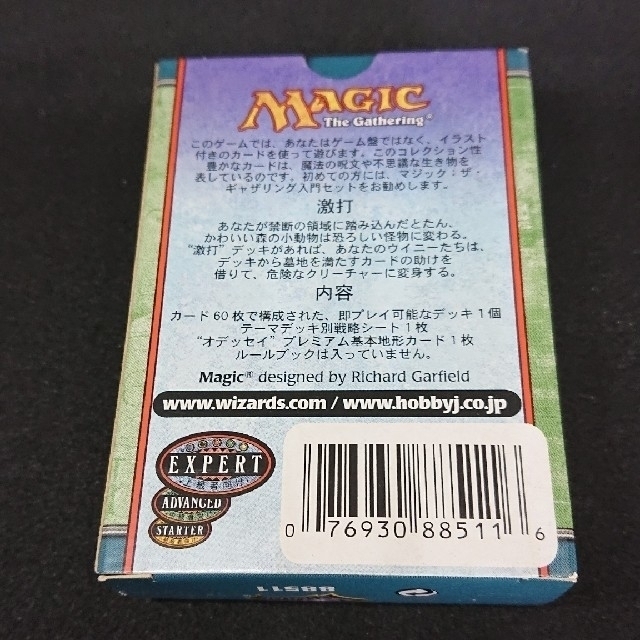 MAGIC
The Gathering®
このゲームでは、あなたはゲーム盤ではなく、イラスト
付きのカードを使って遊びます。このコレクション性
豊かなカードは、魔法の呪文や不思議な生き物を
表しているのです。初めての方には、マジック:ザ・
ギャザリング入門セットをお勧めします。
激打
あなたが禁断の領域に踏み込んだとたん、
かわいい森の小動物は恐ろしい怪物に変わる。
“激打”デッキがあれば、あなたのウイニーたちは、
デッキから墓地を満たすカードの助けを
借りて、危険なクリーチャーに変身する。
内容
カード60枚で構成された、即プレイ可能なデッキ1個
テーマデッキ別戦略シート1枚
“オデッセイ”プレミアム基本地形カード1枚
ルールブックは入っていません。
Magic® designed by Richard Garfield
www.wizards.com / www.hobbyj.co.jp
EXPERT
上級者向け
ADVANCED
STARTER
0 76930 88511 6
88511